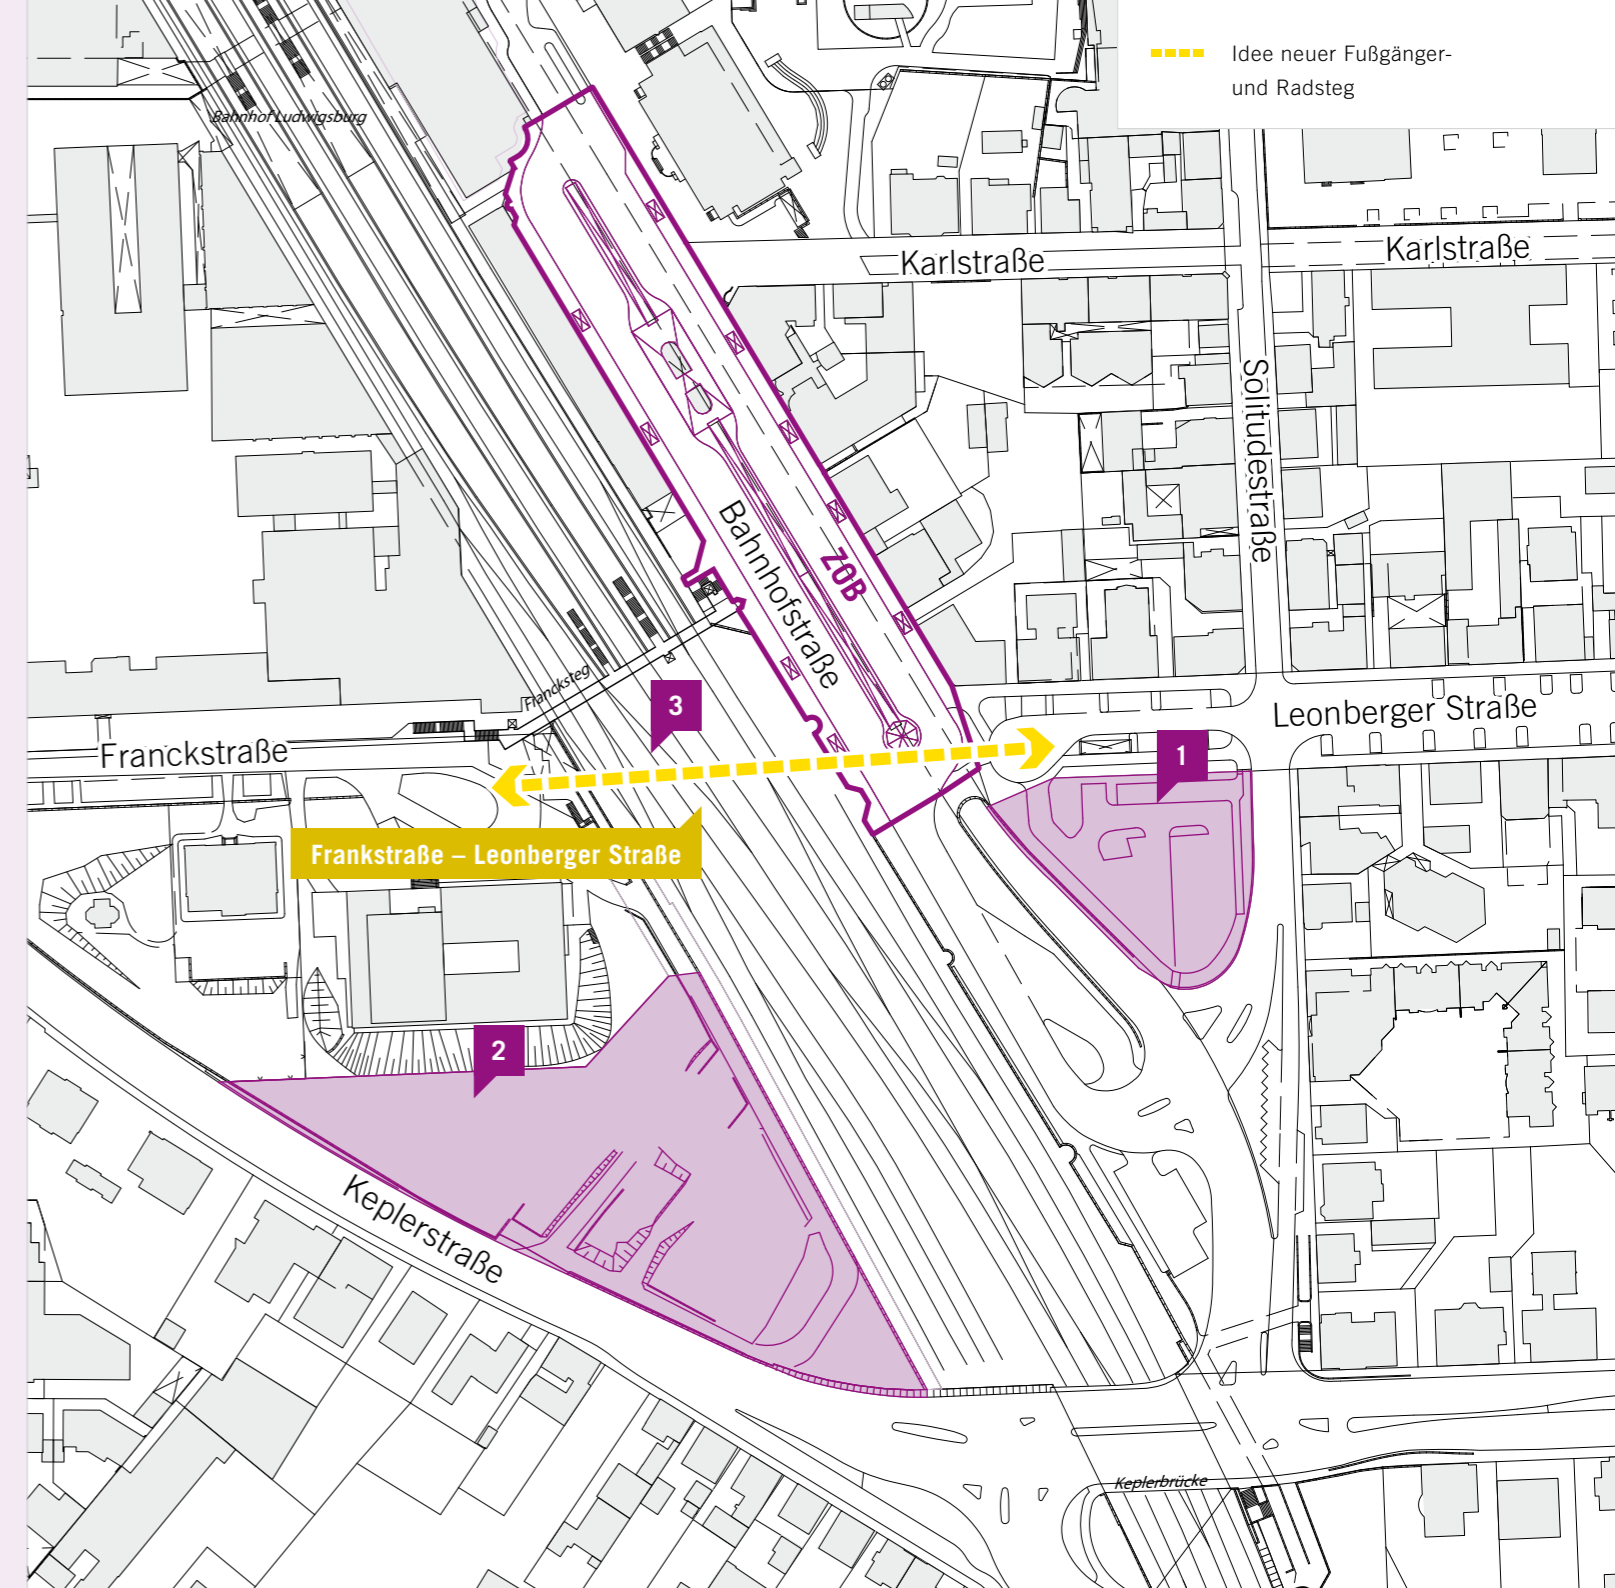 Idee neuer Fußgänger-
und Radsteg
Bahnhof Ludwigsburg
Karlstraße
Karlstraße
Solitudestraße
Bahnhofstraße
ZOB
Francksteg
3
Leonberger Straße
Franckstraße
1
Frankstraße – Leonberger Straße
2
Keplerstraße
Keplerbrücke